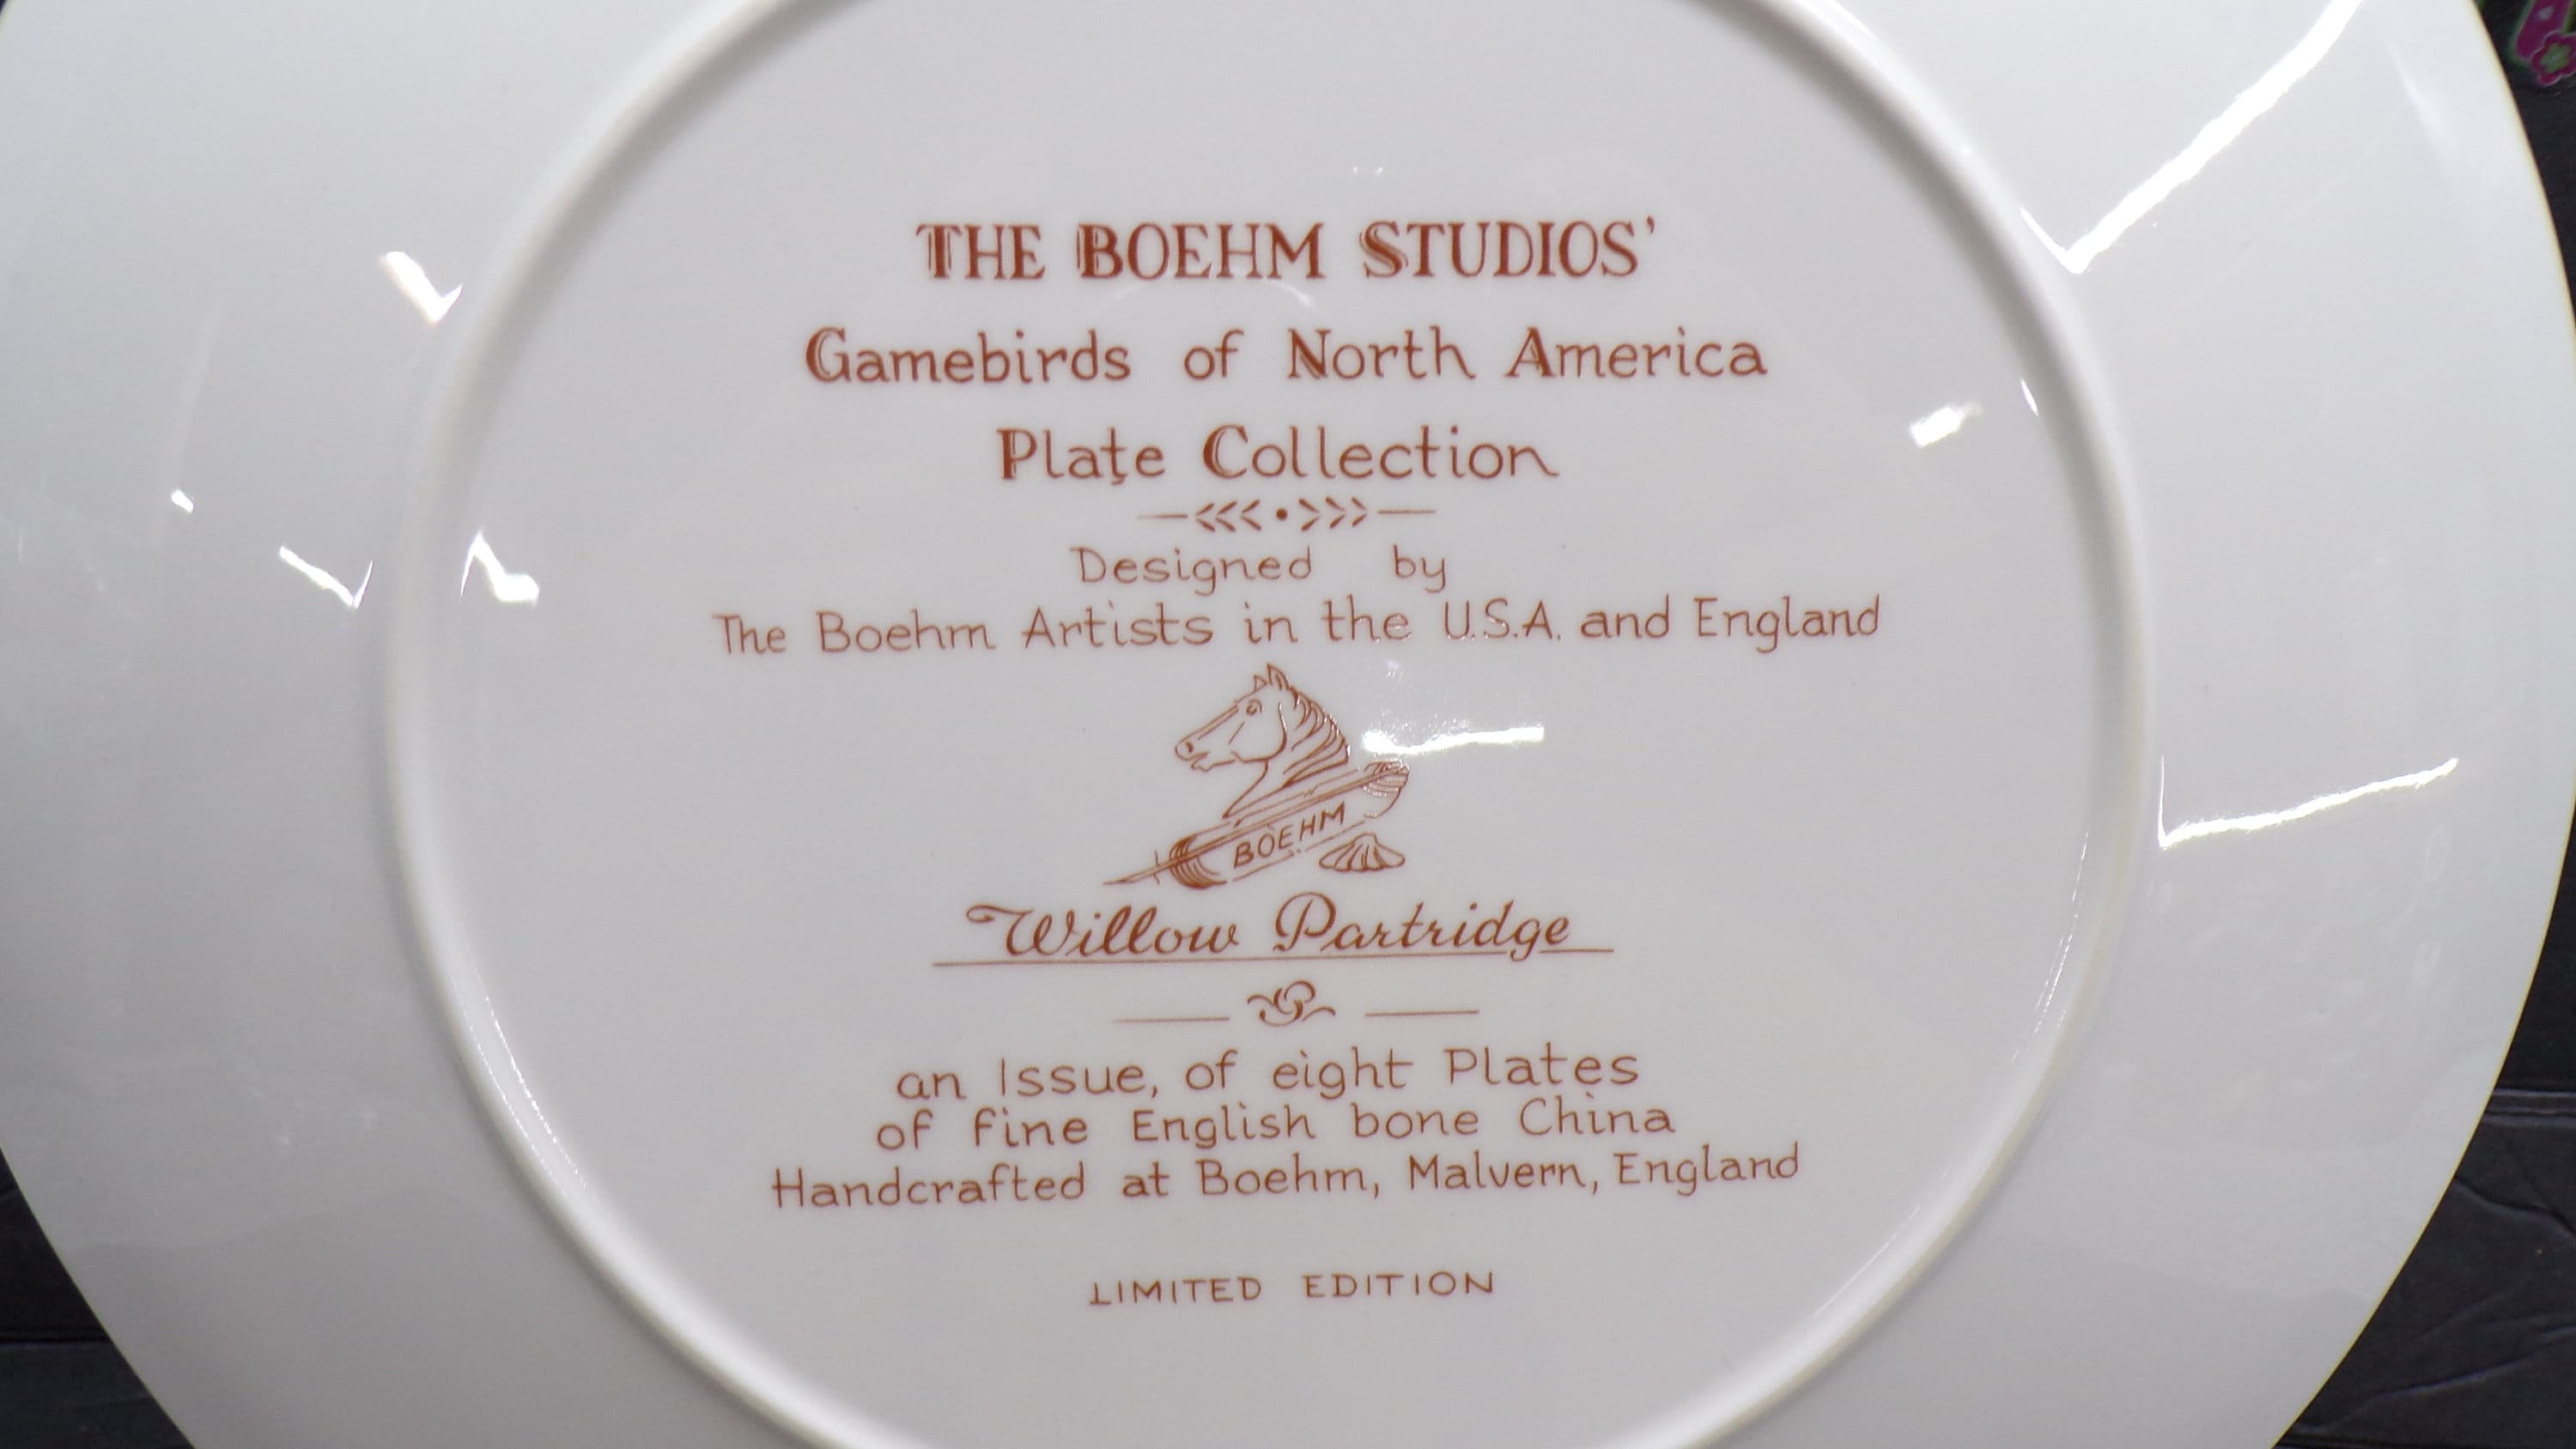 THE BOEHM STUDIOS'
Gamebirds of North America
Plate Collection
Designed by
The Boehm Artists in the U.S.A. and England
BOEHM
Willow Partridge
an Issue, of eight Plates
of fine English bone China
Handcrafted at Boehm, Malvern, England
LIMITED EDITION